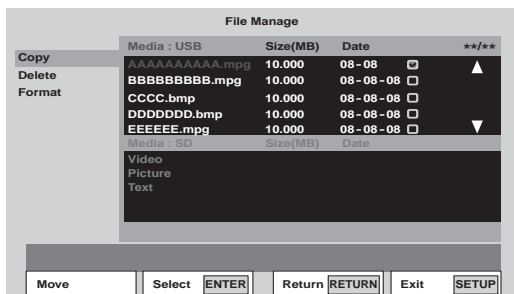 File Manage
Media : USB Size(MB) Date **/**
Copy
Delete
Format
AAAAAAAAAA.mpg 10.000 08-08
BBBBBBBBB.mpg 10.000 08-08-08
CCCC.bmp 10.000 08-08-08
DDDDDDD.bmp 10.000 08-08-08
EEEEEE.mpg 10.000 08-08-08
Media : SD Size(MB) Date
Video
Picture
Text
Move Select ENTER Return RETURN Exit SETUP